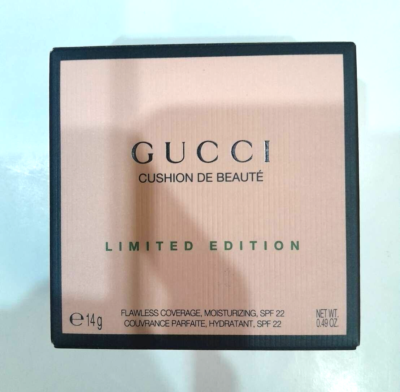 GUCCI
CUSHION DE BEAUTÉ
LIMITED EDITION
℮14g
FLAWLESS COVERAGE, MOISTURIZING, SPF 22
COUVRANCE PARFAITE, HYDRATANT, SPF 22
NET WT.
0.49 OZ.